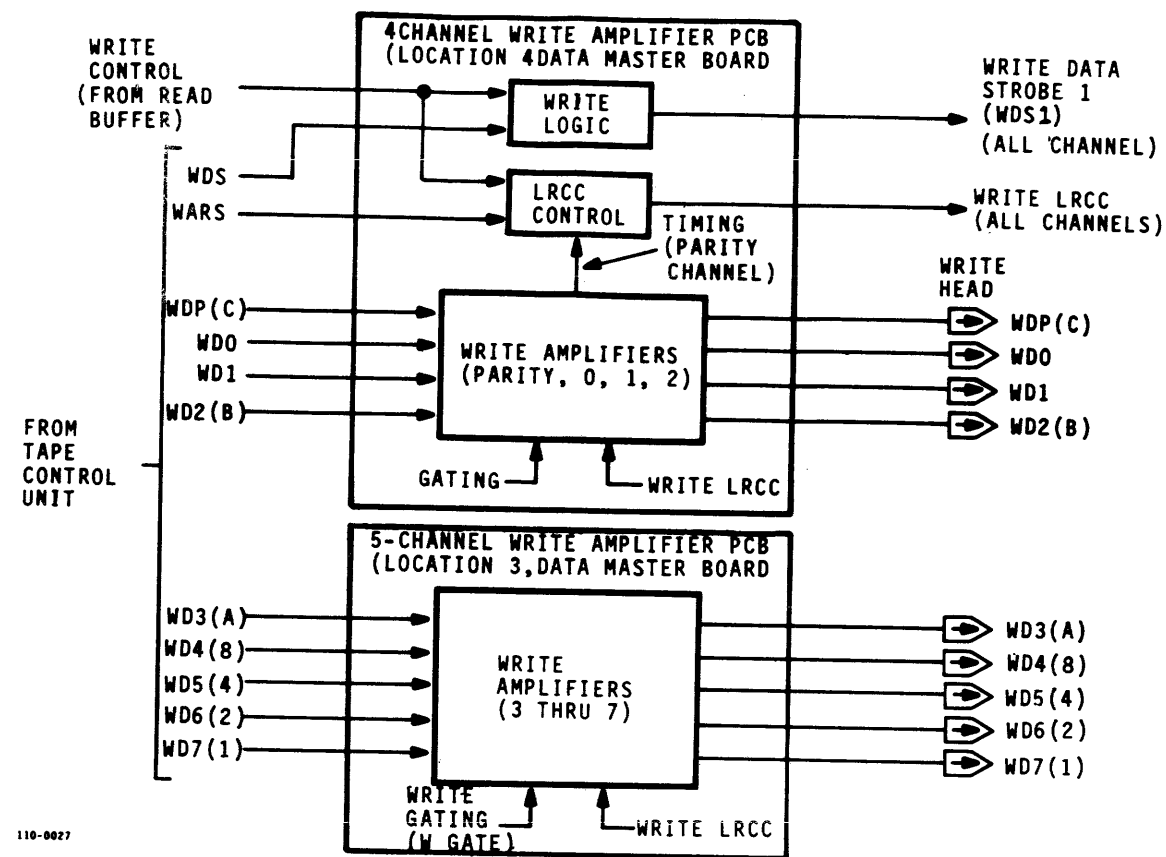 4CHANNEL WRITE AMPLIFIER PCB
(LOCATION 4DATA MASTER BOARD
WRITE
CONTROL
(FROM READ
BUFFER)
WRITE
LOGIC
WRITE DATA
STROBE 1
(WDS1)
(ALL CHANNEL)
WDS
WARS
LRCC
CONTROL
WRITE LRCC
(ALL CHANNELS)
TIMING
(PARITY
CHANNEL)
WRITE
HEAD
WDP(C)
WD0
WD1
WD2(B)
WRITE AMPLIFIERS
(PARITY, 0, 1, 2)
WDP(C)
WD0
WD1
WD2(B)
GATING
WRITE LRCC
FROM
TAPE
CONTROL
UNIT
5-CHANNEL WRITE AMPLIFIER PCB
(LOCATION 3,DATA MASTER BOARD
WD3(A)
WD4(8)
WD5(4)
WD6(2)
WD7(1)
WRITE
AMPLIFIERS
(3 THRU 7)
WD3(A)
WD4(8)
WD5(4)
WD6(2)
WD7(1)
WRITE
GATING
(W GATE)
WRITE LRCC
110-0027